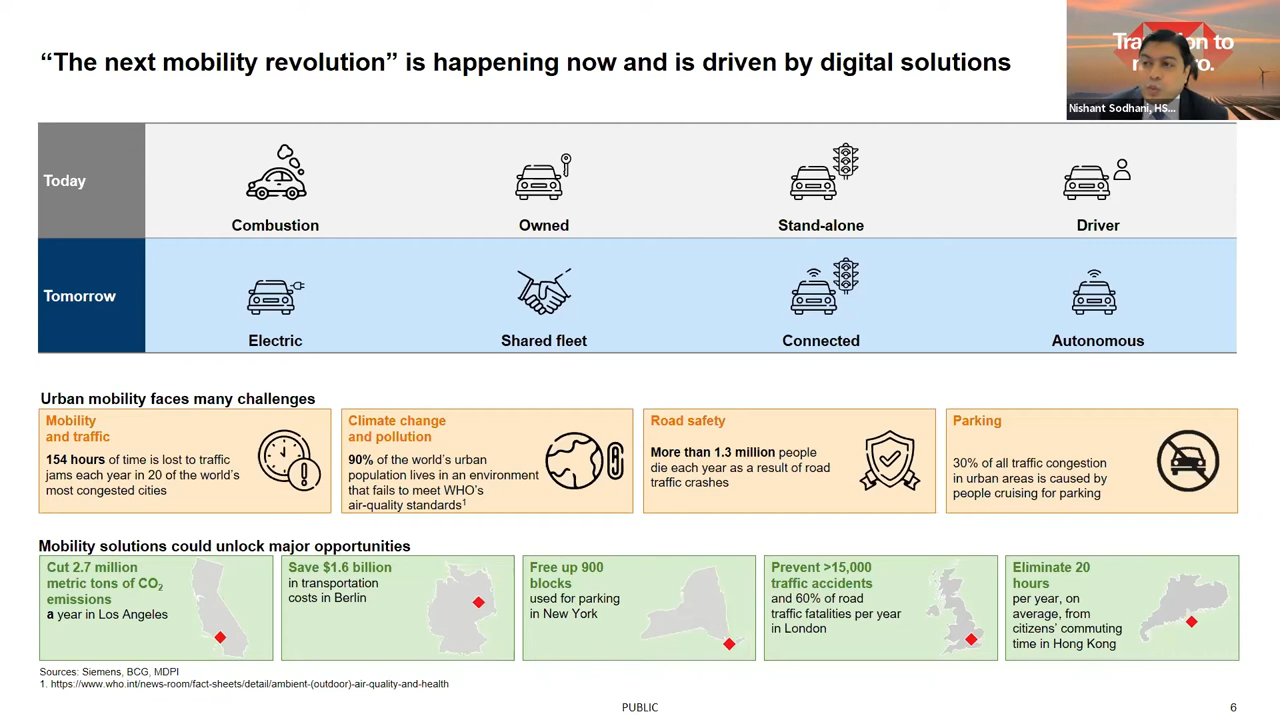 “The next mobility revolution” is happening now and is driven by digital solutions
Nishant Sodhani, HS...
Today
Combustion
Owned
Stand-alone
Driver
Tomorrow
Electric
Shared fleet
Connected
Autonomous
Urban mobility faces many challenges
Mobility
and traffic
154 hours of time is lost to traffic
jams each year in 20 of the world’s
most congested cities
Climate change
and pollution
90% of the world’s urban
population lives in an environment
that fails to meet WHO’s
air-quality standards¹
Road safety
More than 1.3 million people
die each year as a result of road
traffic crashes
Parking
30% of all traffic congestion
in urban areas is caused by
people cruising for parking
Mobility solutions could unlock major opportunities
Cut 2.7 million
metric tons of CO₂
emissions
a year in Los Angeles
Save $1.6 billion
in transportation
costs in Berlin
Free up 900
blocks
used for parking
in New York
Prevent >15,000
traffic accidents
and 60% of road
traffic fatalities per year
in London
Eliminate 20
hours
per year, on
average, from
citizens’ commuting
time in Hong Kong
Sources: Siemens, BCG, MDPI
1. https://www.who.int/news-room/fact-sheets/detail/ambient-(outdoor)-air-quality-and-health
PUBLIC
6